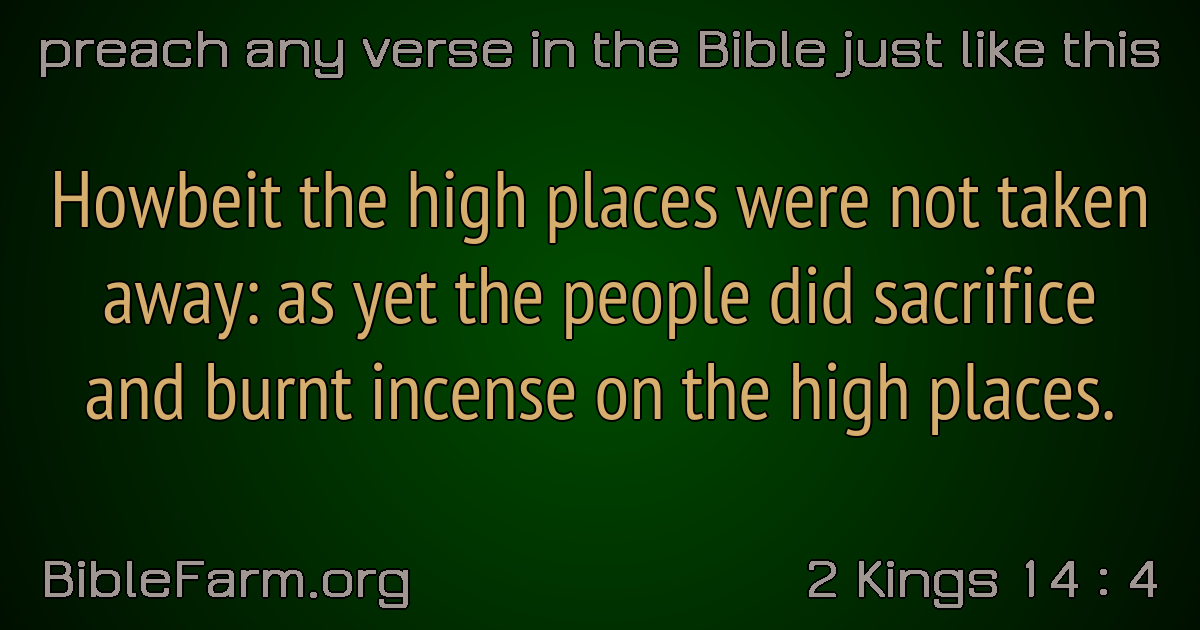 preach any verse in the Bible just like this
Howbeit the high places were not taken
away: as yet the people did sacrifice
and burnt incense on the high places.
BibleFarm.org
2 Kings 14 : 4